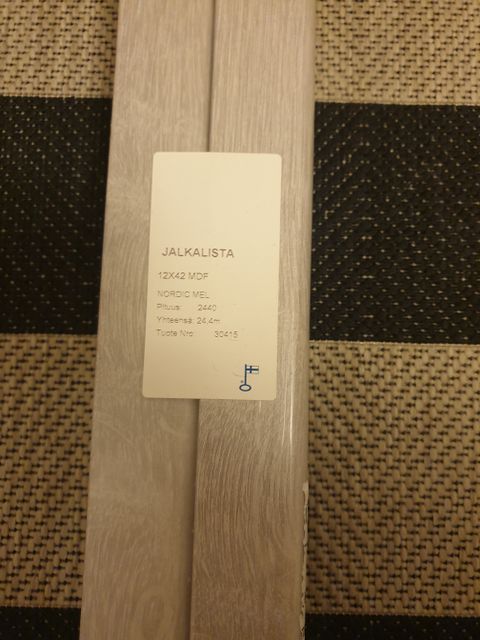 JALKALISTA
12X42 MDF
NORDIC MEL
Pituus: 2440
Yhteensä: 24,4m
Tuote Nro: 30415